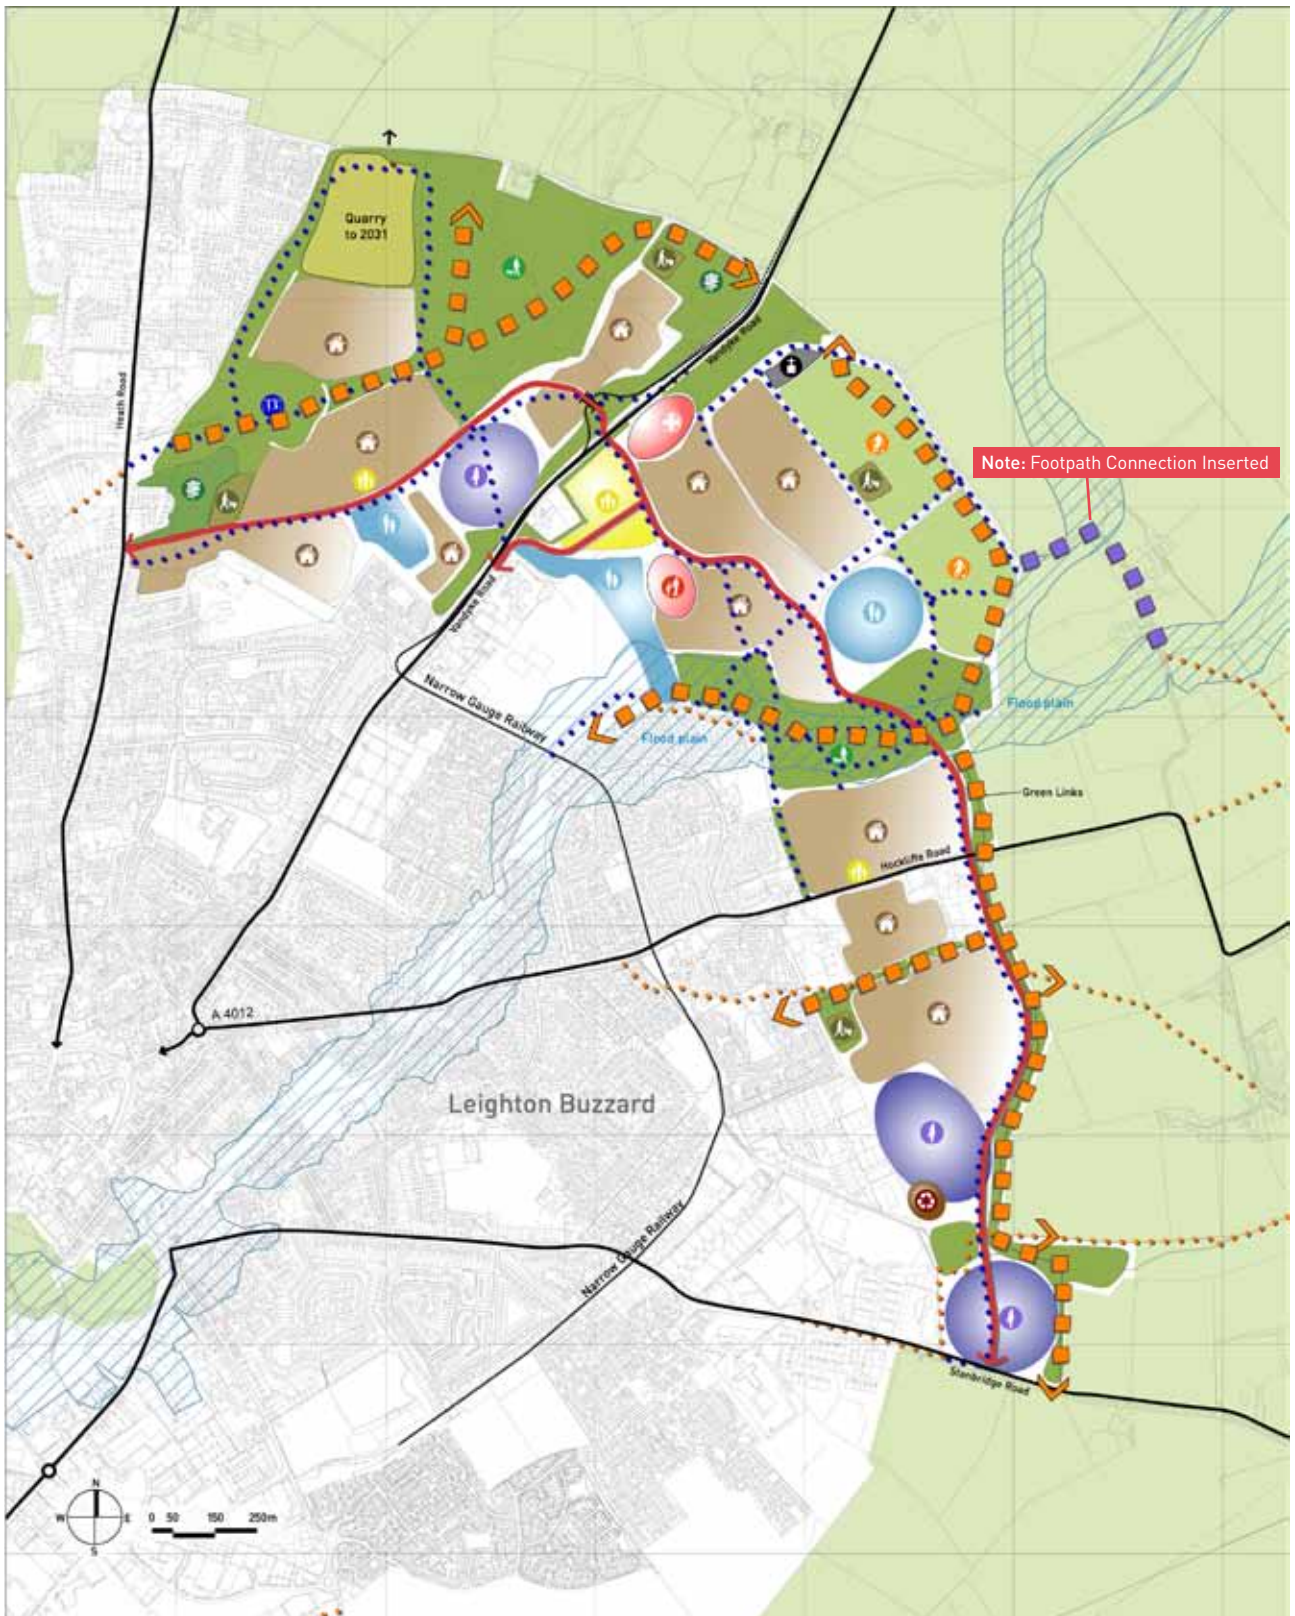 Quarry
to 2031
Heath Road
Vandyke Road
Note: Footpath Connection Inserted
Vandyke Road
Narrow Gauge Railway
Flood plain
Flood plain
Green Links
Hockliffe Road
A 4012
Leighton Buzzard
Narrow Gauge Railway
Stanbridge Road
N
W E
S
0 50 150 250m